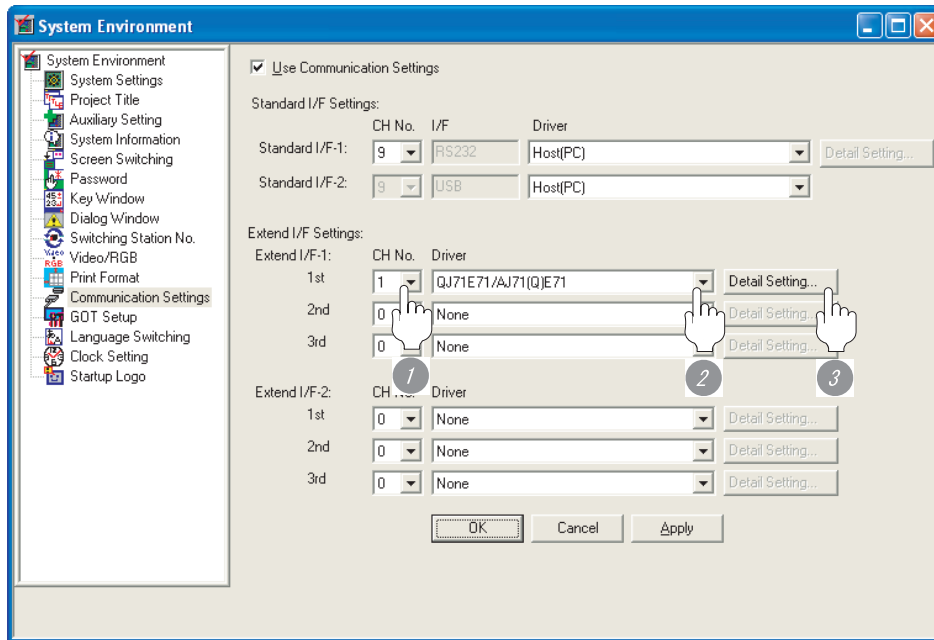 System Environment
System Environment
System Settings
Project Title
Auxiliary Setting
System Information
Screen Switching
Password
Key Window
Dialog Window
Switching Station No.
Video/RGB
Print Format
Communication Settings
GOT Setup
Language Switching
Clock Setting
Startup Logo
Use Communication Settings
Standard I/F Settings:
CH No. I/F Driver
Standard I/F-1: 9 RS232 Host(PC) Detail Setting...
Standard I/F-2: 9 USB Host(PC)
Extend I/F Settings:
Extend I/F-1: CH No. Driver
1st 1 QJ71E71/AJ71(Q)E71 Detail Setting...
2nd 0 None Detail Setting...
3rd 0 None Detail Setting...
1 2 3
Extend I/F-2: CH Driver
1st 0 None Detail Setting...
2nd 0 None Detail Setting...
3rd 0 None Detail Setting...
OK Cancel Apply